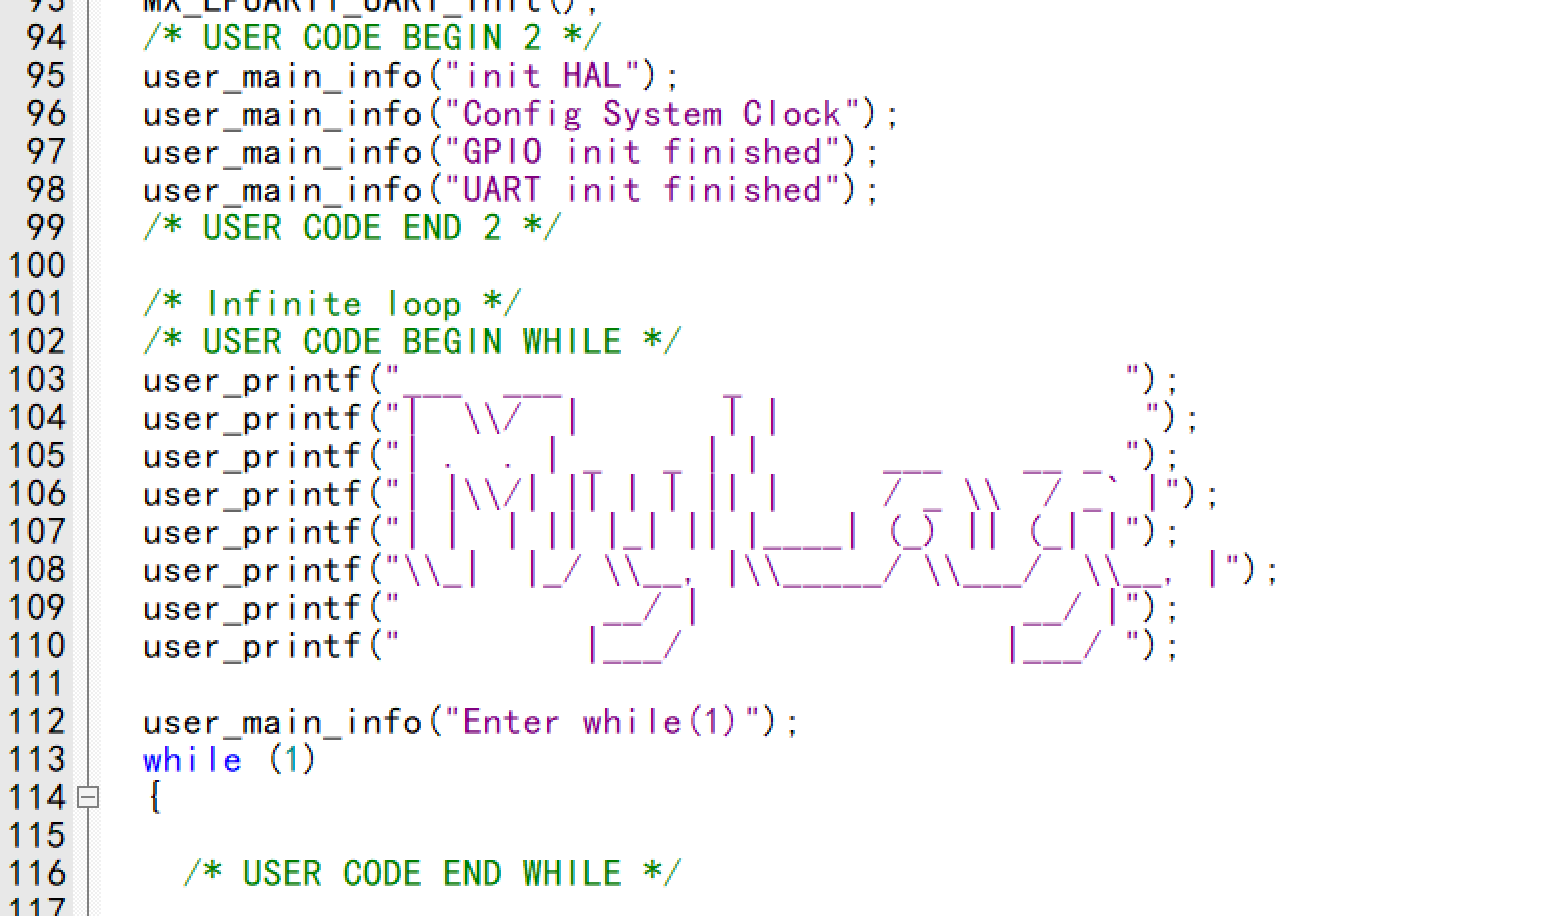 93 MX_LPUART1_UART_Init();
94 /* USER CODE BEGIN 2 */
95 user_main_info("init HAL");
96 user_main_info("Config System Clock");
97 user_main_info("GPIO init finished");
98 user_main_info("UART init finished");
99 /* USER CODE END 2 */
100
101 /* Infinite loop */
102 /* USER CODE BEGIN WHILE */
103 user_printf("___  ___        _                   ");
104 user_printf("|  \\/  |       | |                   ");
105 user_printf("| .  . | _   _ | |      ___    __ _ ");
106 user_printf("| |\\/| || | | || |     / _ \\  / _` |");
107 user_printf("| |  | || |_| || |____| (_) || (_| |");
108 user_printf("\\_|  |_/ \\__, |\\_____/ \\___/  \\__, |");
109 user_printf("          __/ |                __/ |");
110 user_printf("         |___/                |___/ ");
111
112 user_main_info("Enter while(1)");
113 while (1)
114 {
115
116 /* USER CODE END WHILE */
117